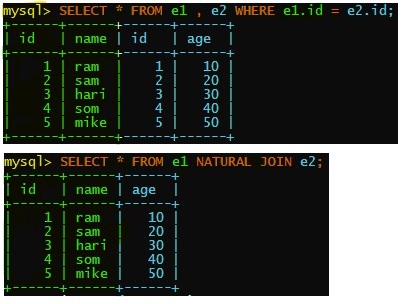 mysql> SELECT * FROM e1 , e2 WHERE e1.id = e2.id;
+------+------+------+------+
| id | name | id | age |
+------+------+------+------+
| 1 | ram | 1 | 10 |
| 2 | sam | 2 | 20 |
| 3 | hari | 3 | 30 |
| 4 | som | 4 | 40 |
| 5 | mike | 5 | 50 |
+------+------+------+------+
mysql> SELECT * FROM e1 NATURAL JOIN e2;
+------+------+------+
| id | name | age |
+------+------+------+
| 1 | ram | 10 |
| 2 | sam | 20 |
| 3 | hari | 30 |
| 4 | som | 40 |
| 5 | mike | 50 |
+------+------+------+